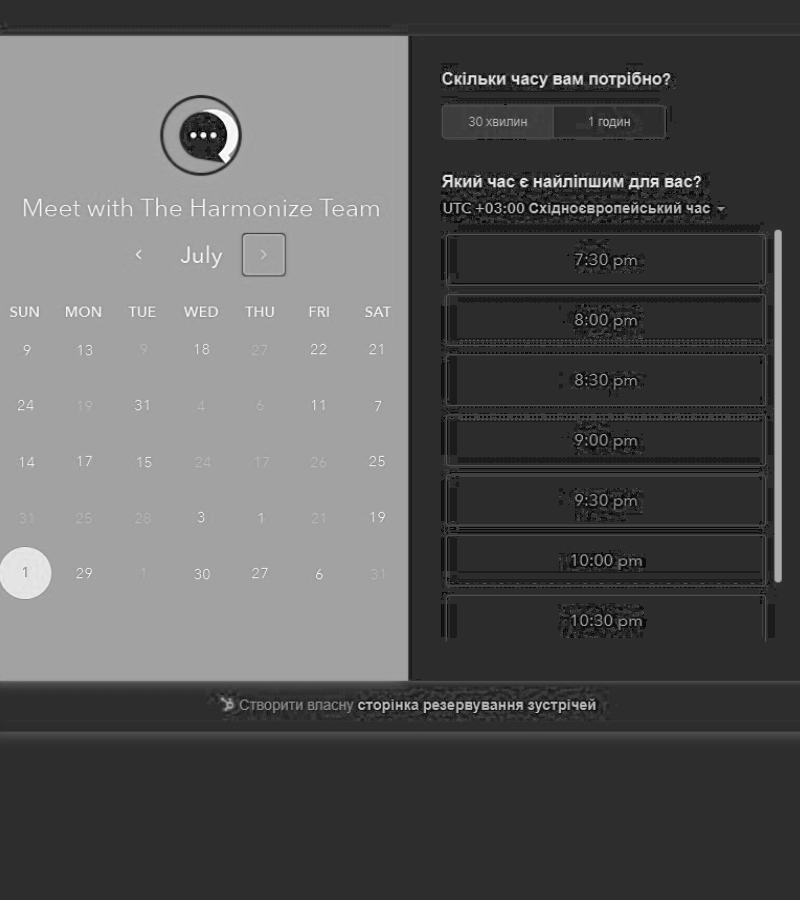 Meet with The Harmonize Team
July
SUN MON TUE WED THU FRI SAT
9 13 9 18 27 22 21
24 19 31 4 6 11 7
14 17 15 24 17 26 25
31 25 28 3 1 21 19
1 29 1 30 27 6 31
Скільки часу вам потрібно?
30 хвилин 1 годин
Який час є найліпшим для вас?
UTC +03:00 Східноєвропейський час
7:30 pm
8:00 pm
8:30 pm
9:00 pm
9:30 pm
10:00 pm
10:30 pm
Створити власну сторінка резервування зустрічей